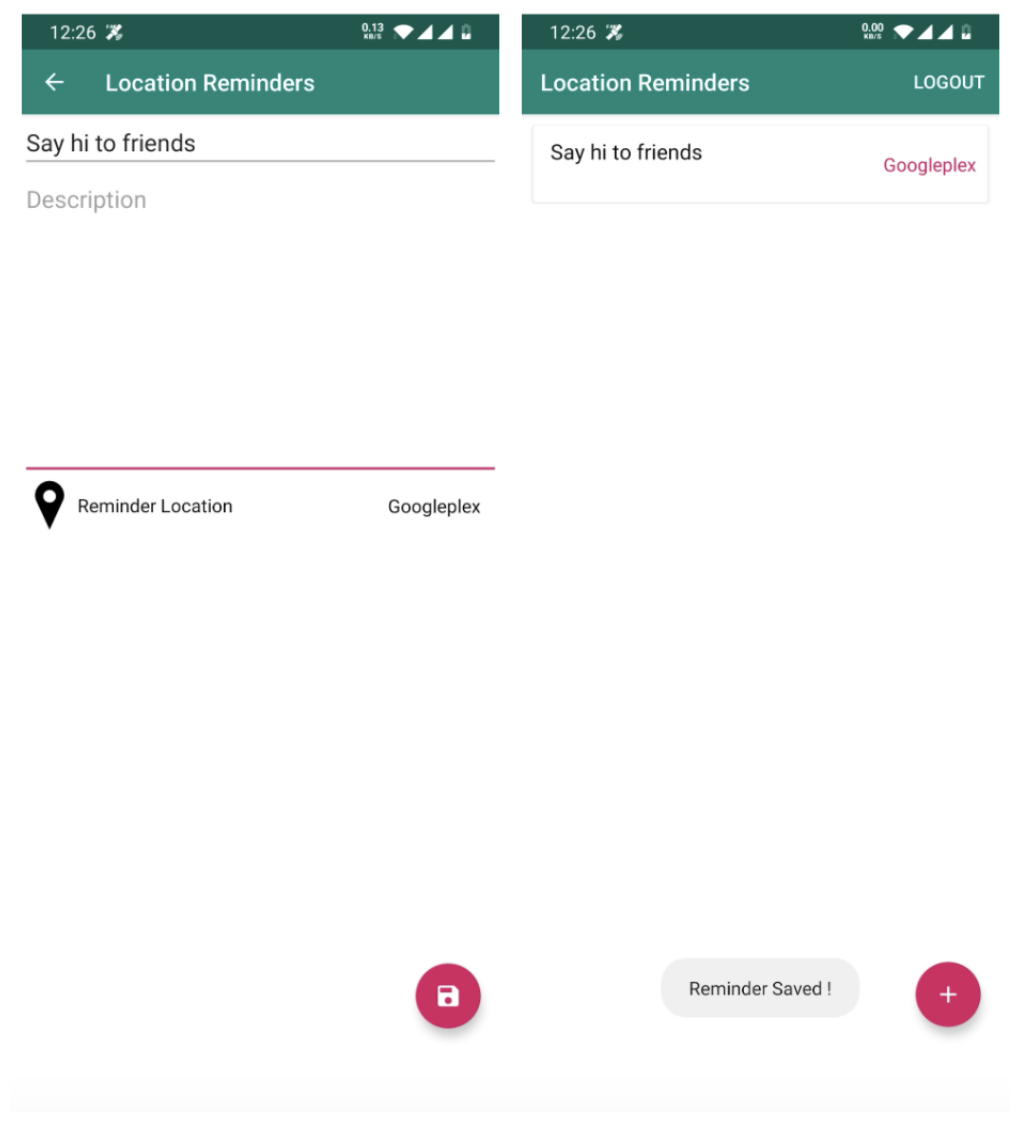 12:26
0.13
KB/S
Location Reminders
Say hi to friends
Description
Reminder Location Googleplex
12:26
0.00
KB/S
Location Reminders LOGOUT
Say hi to friends
Googleplex
Reminder Saved !